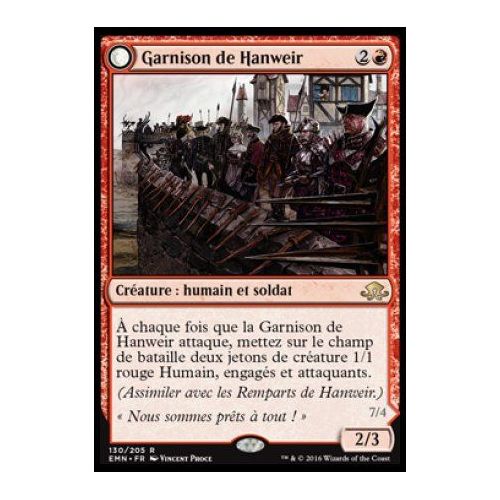 Garnison de Hanweir 2
Créature : humain et soldat
À chaque fois que la Garnison de
Hanweir attaque, mettez sur le champ
de bataille deux jetons de créature 1/1
rouge Humain, engagés et attaquants.
(Assimiler avec les Remparts de Hanweir.)
7/4
« Nous sommes prêts à tout ! »
2/3
130/205 R
EMN • FR Vincent Proce
™ & © 2016 Wizards of the Coast